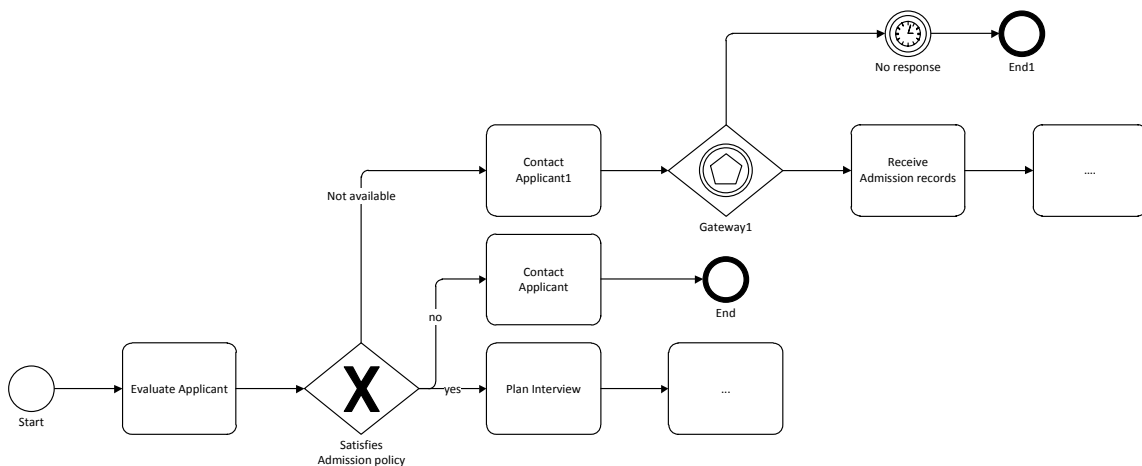 No response
End1
Contact
Applicant1
Receive
Admission records
....
Not available
Gateway1
Contact
Applicant
no
End
Start
Evaluate Applicant
X
Satisfies
Admission policy
yes
Plan Interview
...